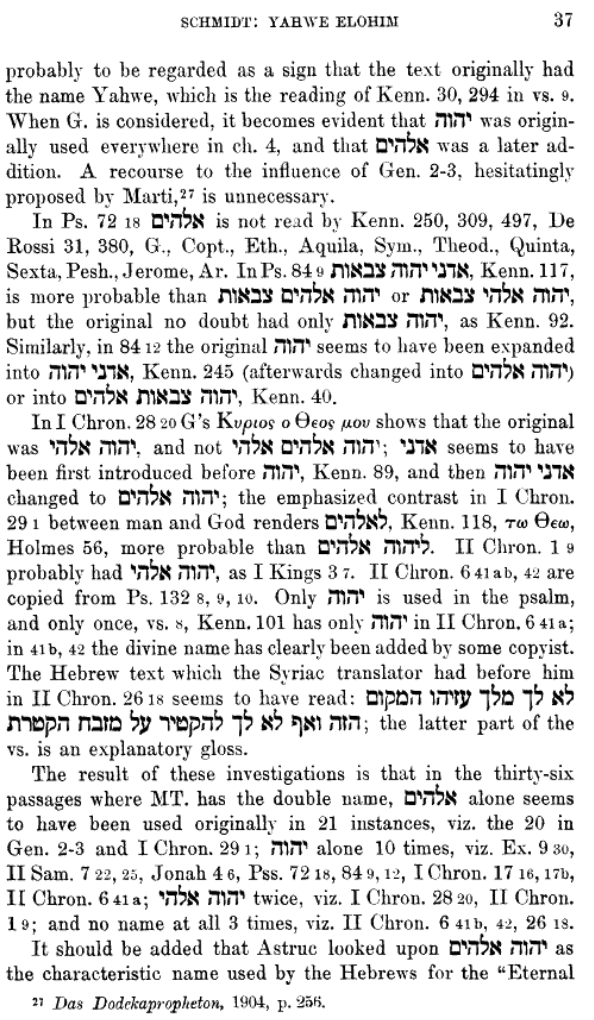 SCHMIDT: YAHWE ELOHIM 37
probably to be regarded as a sign that the text originally had
the name Yahwe, which is the reading of Kenn. 30, 294 in vs. 9.
When G. is considered, it becomes evident that יהוה was origin-
ally used everywhere in ch. 4, and that אלהים was a later ad-
dition. A recourse to the influence of Gen. 2-3, hesitatingly
proposed by Marti,²⁷ is unnecessary.
In Ps. 72 18 אלהים is not read by Kenn. 250, 309, 497, De
Rossi 31, 380, G., Copt., Eth., Aquila, Sym., Theod., Quinta,
Sexta, Pesh., Jerome, Ar. In Ps. 84 9 אדני יהוה צבאות, Kenn. 117,
is more probable than יהוה אלהים צבאות or יהוה אלהי צבאות,
but the original no doubt had only יהוה צבאות, as Kenn. 92.
Similarly, in 84 12 the original יהוה seems to have been expanded
into אדני יהוה, Kenn. 245 (afterwards changed into יהוה אלהים)
or into יהוה צבאות אלהים, Kenn. 40.
In I Chron. 28 20 G's Κυριος ο Θεος μου shows that the original
was יהוה אלהי, and not יהוה אלהים אלהי; אדני seems to have
been first introduced before יהוה, Kenn. 89, and then אדני יהוה
changed to יהוה אלהים; the emphasized contrast in I Chron.
29 1 between man and God renders לאלהים, Kenn. 118, τω Θεω,
Holmes 56, more probable than ליהוה אלהים. II Chron. 1 9
probably had יהוה אלהי, as I Kings 3 7. II Chron. 6 41 ab, 42 are
copied from Ps. 132 8, 9, 10. Only יהוה is used in the psalm,
and only once, vs. 8, Kenn. 101 has only יהוה in II Chron. 6 41 a;
in 41 b, 42 the divine name has clearly been added by some copyist.
The Hebrew text which the Syriac translator had before him
in II Chron. 26 18 seems to have read: לא לך מלך עזיהו המקום
הזה ואף לא לך להקטיר על מזבח הקטרת; the latter part of the
vs. is an explanatory gloss.
The result of these investigations is that in the thirty-six
passages where MT. has the double name, אלהים alone seems
to have been used originally in 21 instances, viz. the 20 in
Gen. 2-3 and I Chron. 29 1; יהוה alone 10 times, viz. Ex. 9 30,
II Sam. 7 22, 25, Jonah 4 6, Pss. 72 18, 84 9, 12, I Chron. 17 16, 17b,
II Chron. 6 41 a; יהוה אלהי twice, viz. I Chron. 28 20, II Chron.
1 9; and no name at all 3 times, viz. II Chron. 6 41b, 42, 26 18.
It should be added that Astruc looked upon יהוה אלהים as
the characteristic name used by the Hebrews for the "Eternal
²⁷ Das Dodekapropheton, 1904, p. 256.